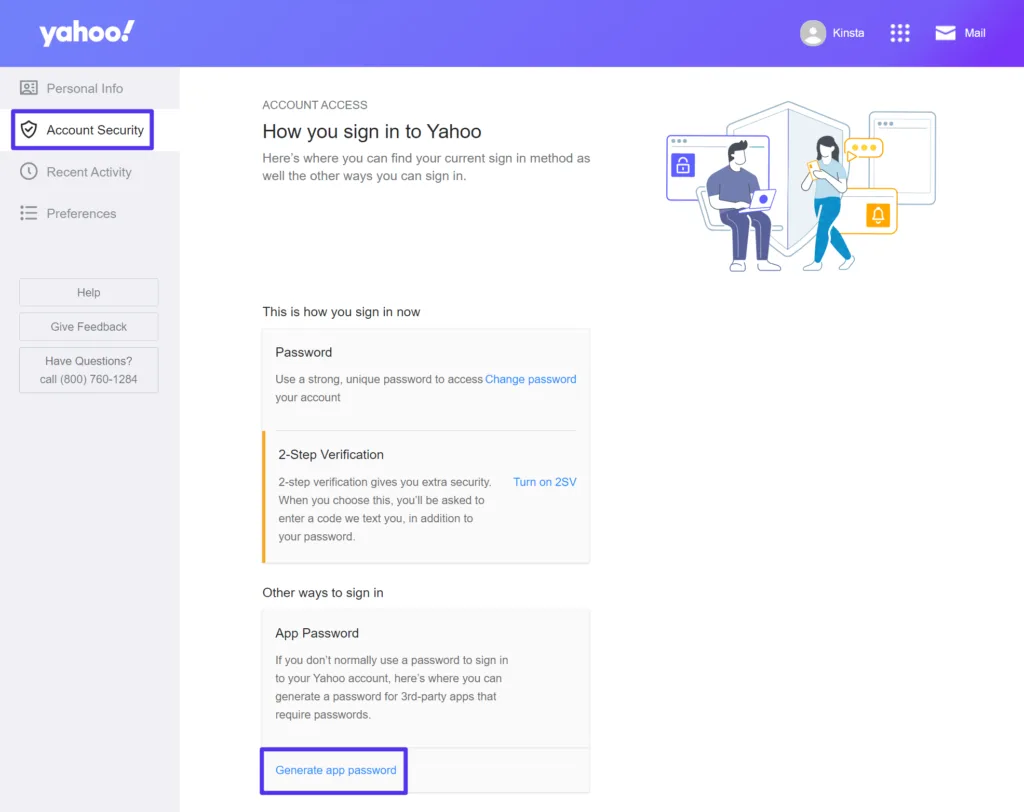 yahoo!
Kinsta
Mail
Personal Info
Account Security
Recent Activity
Preferences
Help
Give Feedback
Have Questions?
call (800) 760-1284
ACCOUNT ACCESS
How you sign in to Yahoo
Here's where you can find your current sign in method as
well the other ways you can sign in.
This is how you sign in now
Password
Use a strong, unique password to access Change password
your account
2-Step Verification
2-step verification gives you extra security. Turn on 2SV
When you choose this, you'll be asked to
enter a code we text you, in addition to
your password.
Other ways to sign in
App Password
If you don't normally use a password to sign in
to your Yahoo account, here's where you can
generate a password for 3rd-party apps that
require passwords.
Generate app password